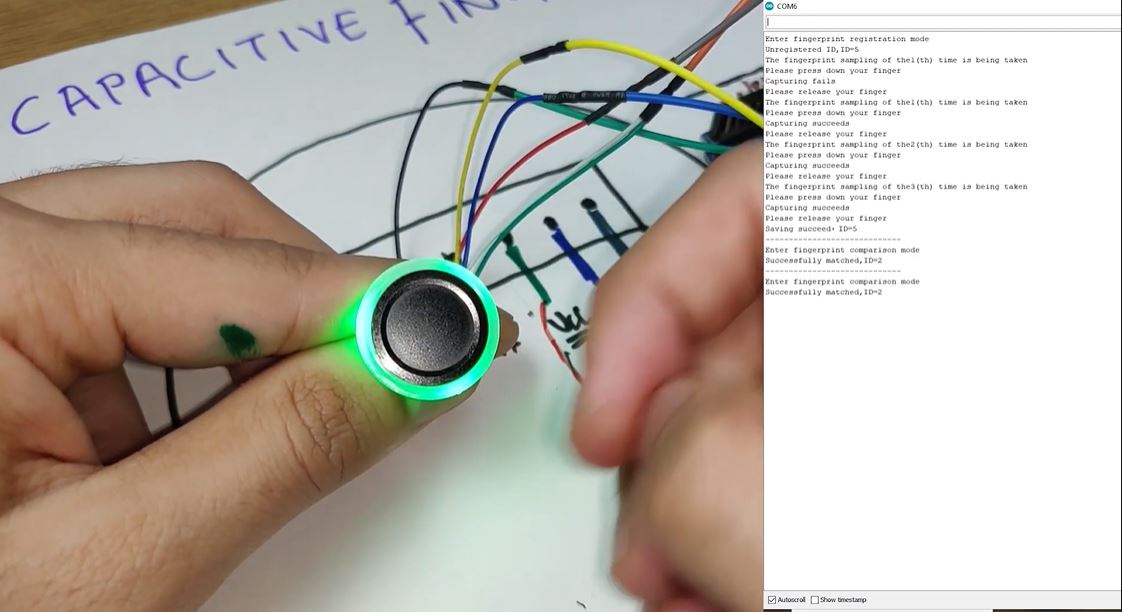 CAPACITIVE
COM6
Enter fingerprint registration mode
Unregistered ID,ID=5
The fingerprint sampling of the1(th) time is being taken
Please press down your finger
Capturing fails
Please release your finger
The fingerprint sampling of the1(th) time is being taken
Please press down your finger
Capturing succeeds
Please release your finger
The fingerprint sampling of the2(th) time is being taken
Please press down your finger
Capturing succeeds
Please release your finger
The fingerprint sampling of the3(th) time is being taken
Please press down your finger
Capturing succeeds
Please release your finger
Saving succeed, ID=5
-----------------------------
Enter fingerprint comparison mode
Successfully matched,ID=2
-----------------------------
Enter fingerprint comparison mode
Successfully matched,ID=2
Autoscroll
Show timestamp